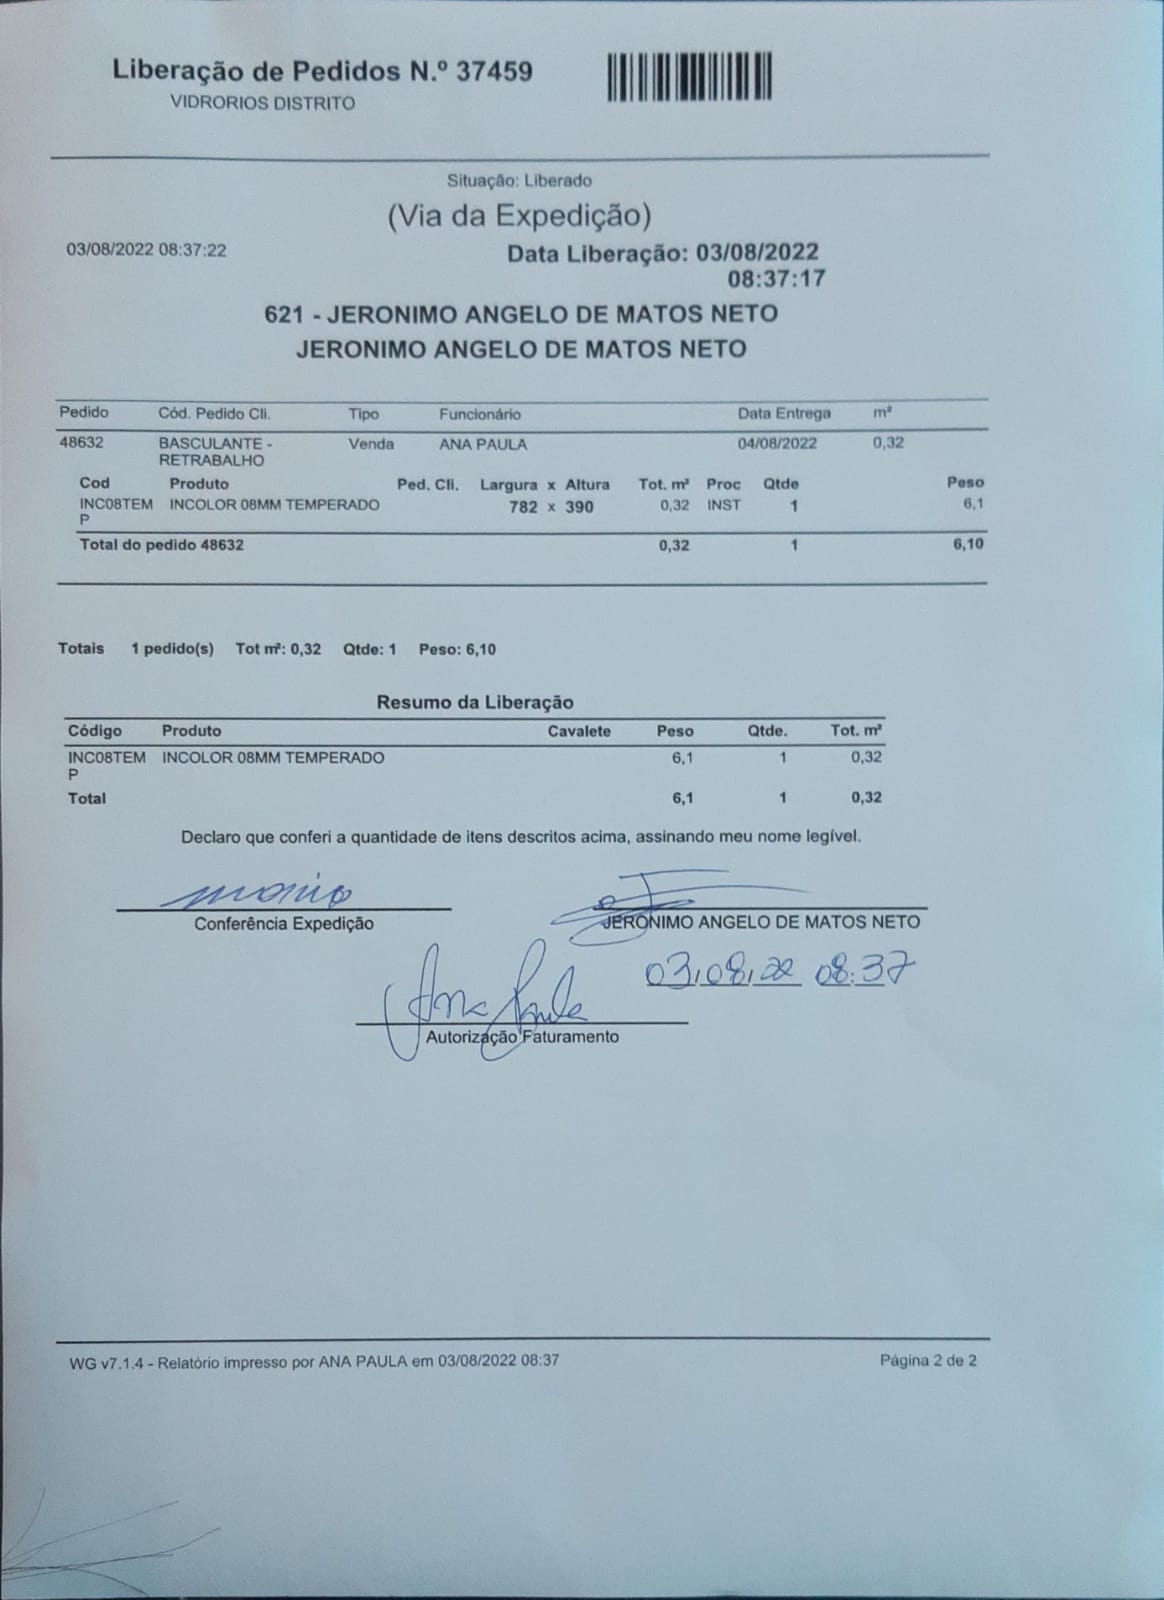 Liberação de Pedidos N.º 37459
VIDRORIOS DISTRITO
Situação: Liberado
(Via da Expedição)
03/08/2022 08:37:22
Data Liberação: 03/08/2022
08:37:17
621 - JERONIMO ANGELO DE MATOS NETO
JERONIMO ANGELO DE MATOS NETO
Pedido Cód. Pedido Cli. Tipo Funcionário Data Entrega m²
48632 BASCULANTE - Venda ANA PAULA 04/08/2022 0,32
RETRABALHO
Cod Produto Ped. Cli. Largura x Altura Tot. m² Proc Qtde Peso
INC08TEM INCOLOR 08MM TEMPERADO 782 x 390 0,32 INST 1 6,1
P
Total do pedido 48632 0,32 1 6,10
Totais 1 pedido(s) Tot m²: 0,32 Qtde: 1 Peso: 6,10
Resumo da Liberação
Código Produto Cavalete Peso Qtde. Tot. m²
INC08TEM INCOLOR 08MM TEMPERADO 6,1 1 0,32
P
Total 6,1 1 0,32
Declaro que conferi a quantidade de itens descritos acima, assinando meu nome legível.
Conferência Expedição JERONIMO ANGELO DE MATOS NETO
03/08/22 08:37
Ana Paula
Autorização Faturamento
WG v7.1.4 - Relatório impresso por ANA PAULA em 03/08/2022 08:37 Página 2 de 2